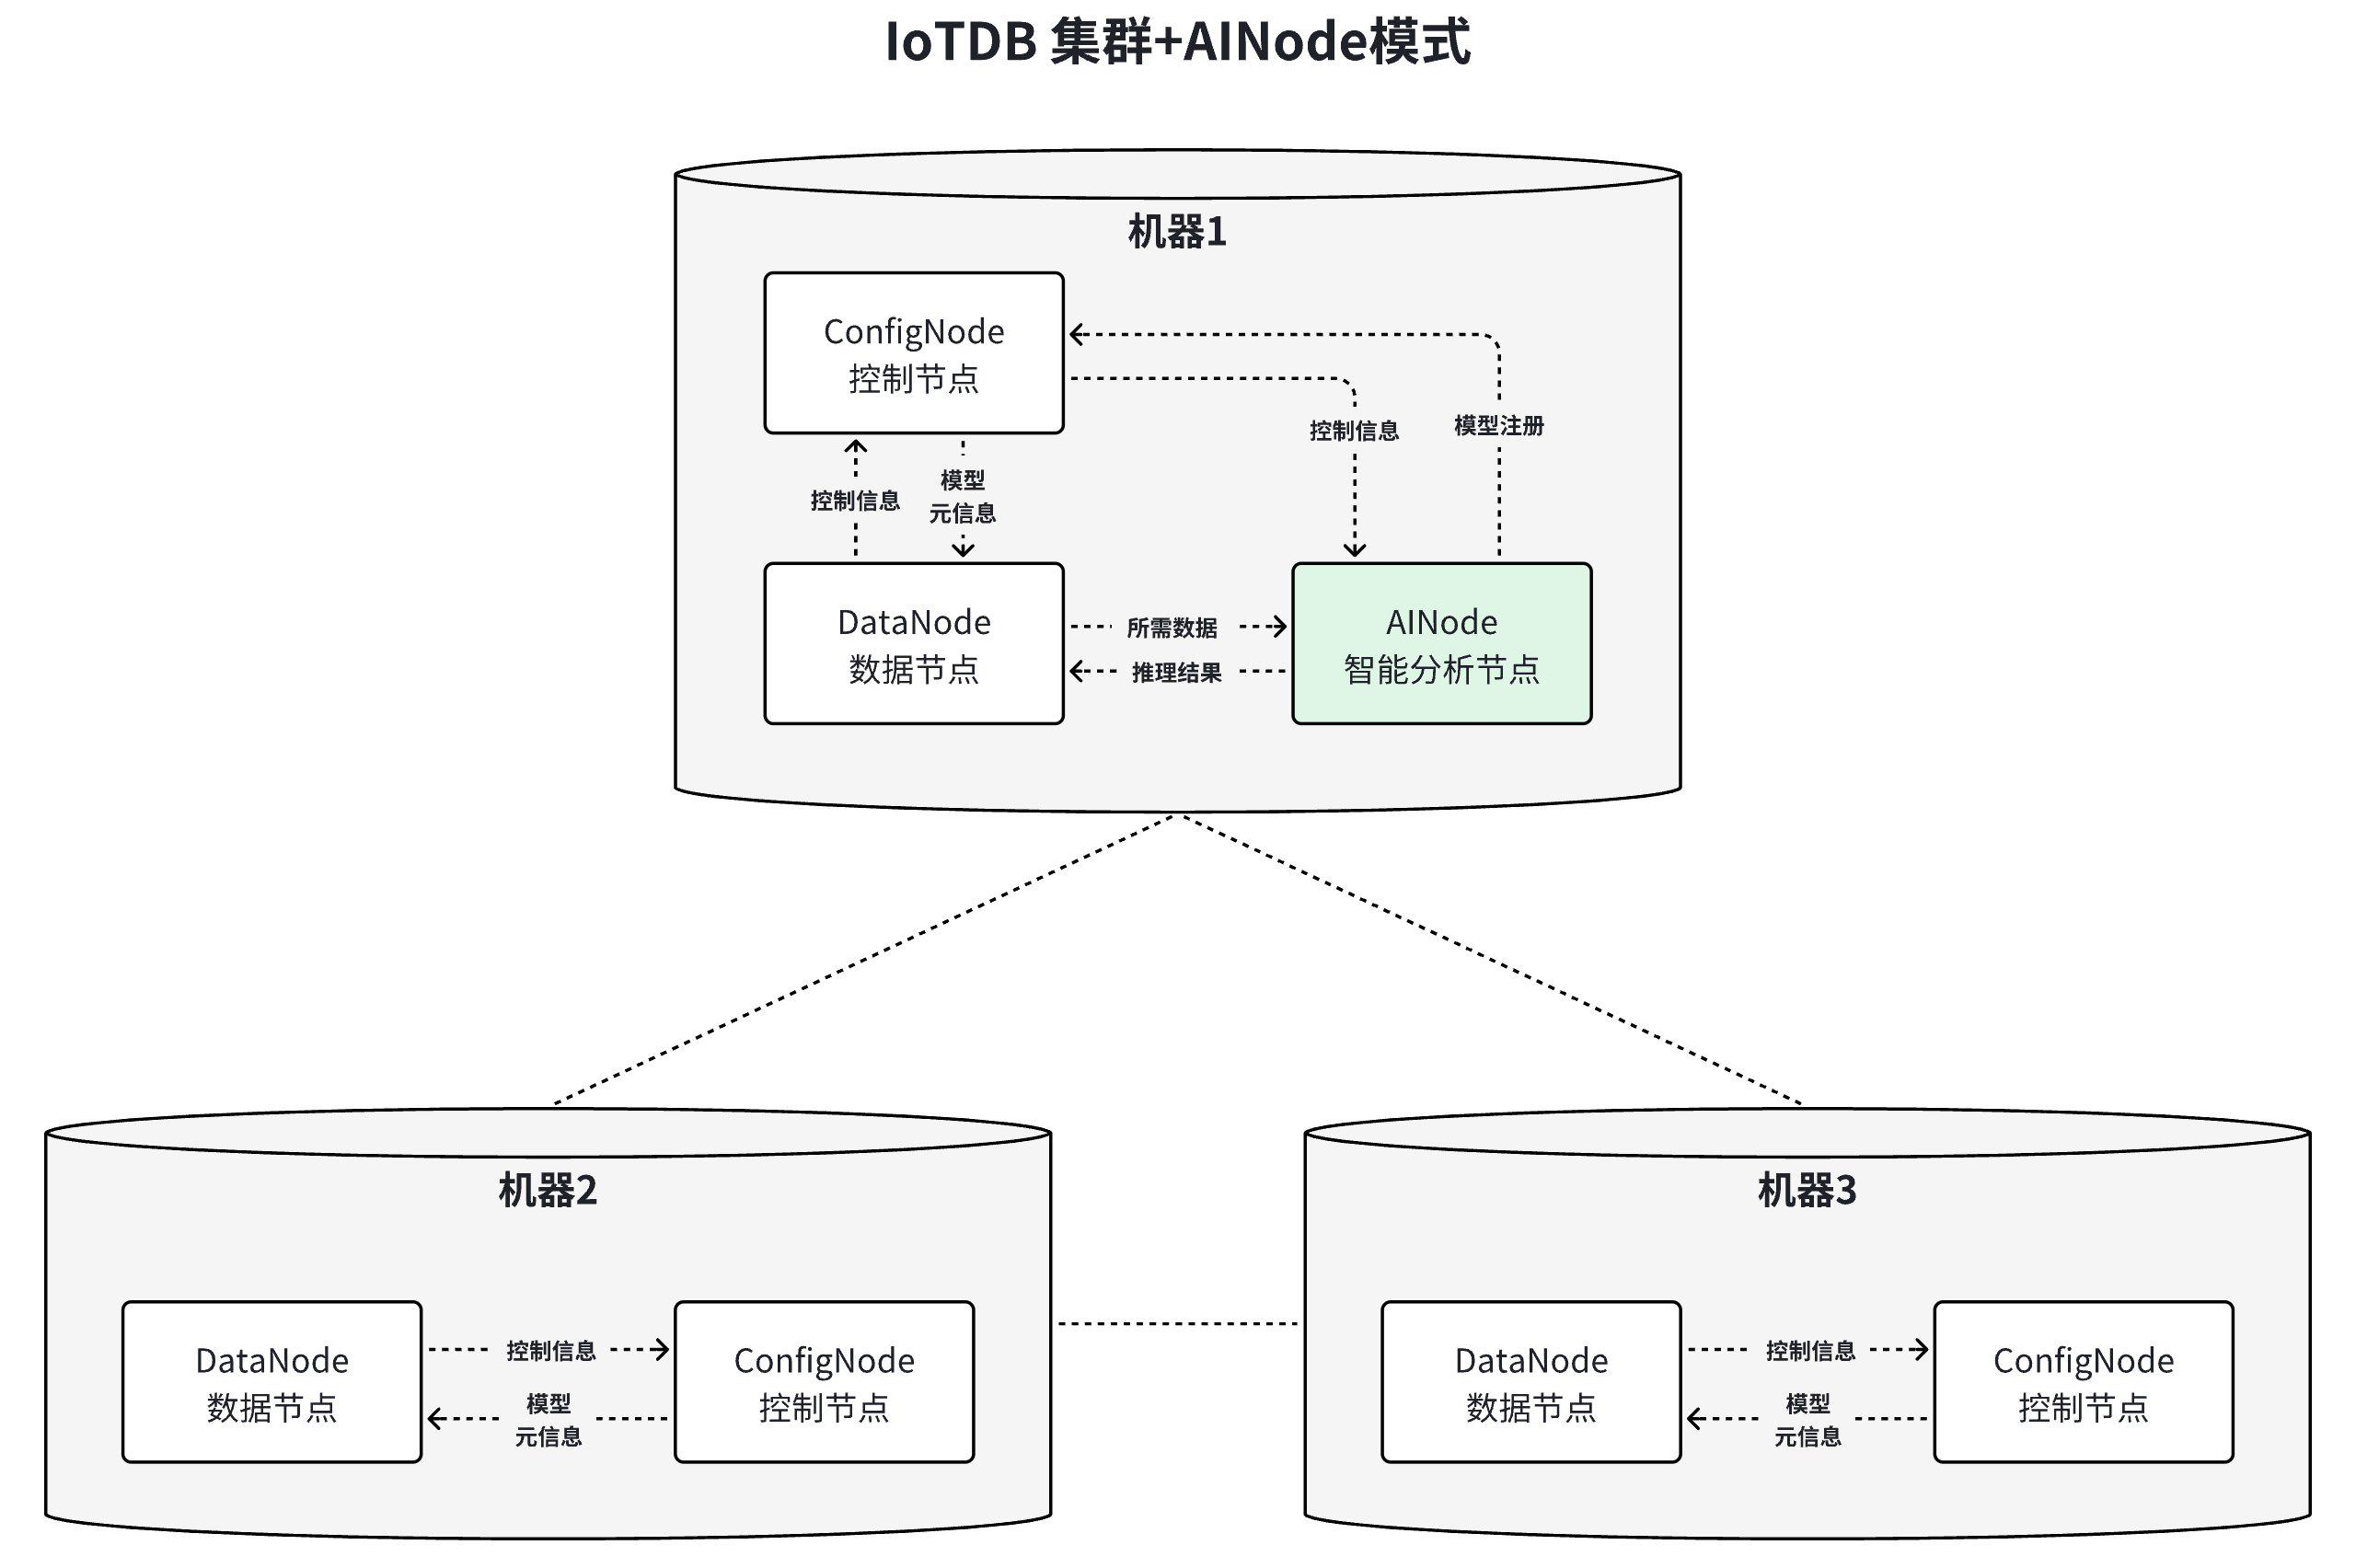 IoTDB 集群+AINode模式
机器1
ConfigNode
控制节点
控制信息
模型注册
控制信息
模型
元信息
DataNode
数据节点
所需数据
推理结果
AINode
智能分析节点
机器2
DataNode
数据节点
控制信息
模型
元信息
ConfigNode
控制节点
机器3
DataNode
数据节点
控制信息
模型
元信息
ConfigNode
控制节点